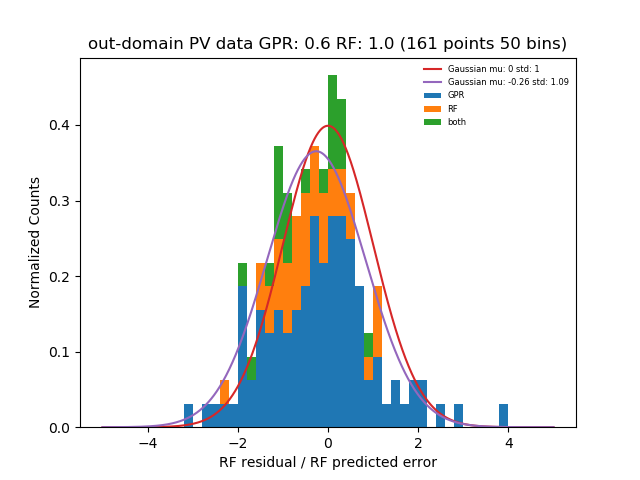 out-domain PV data GPR: 0.6 RF: 1.0 (161 points 50 bins)
Gaussian mu: 0 std: 1
Gaussian mu: -0.26 std: 1.09
GPR
RF
both
Normalized Counts
0.4
0.3
0.2
0.1
0.0
−4 −2 0 2 4
RF residual / RF predicted error